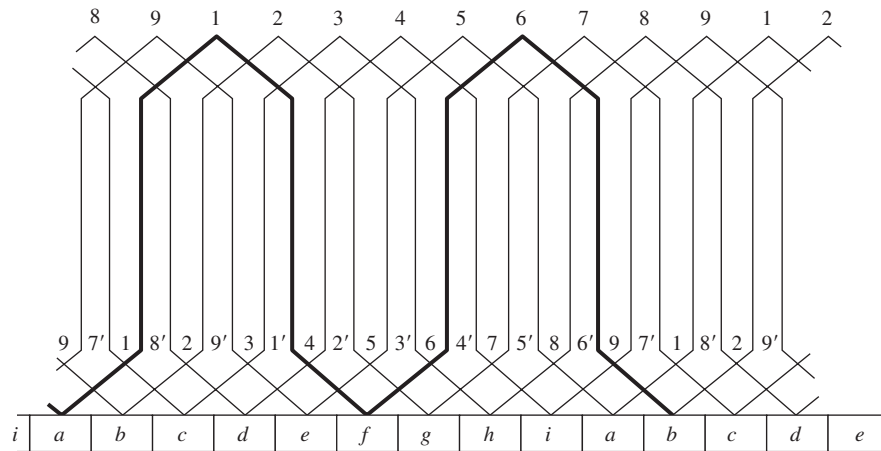 8 9 1 2 3 4 5 6 7 8 9 1 2
9 7′ 1 8′ 2 9′ 3 1′ 4 2′ 5 3′ 6 4′ 7 5′ 8 6′ 9 7′ 1 8′ 2 9′
i a b c d e f g h i a b c d e